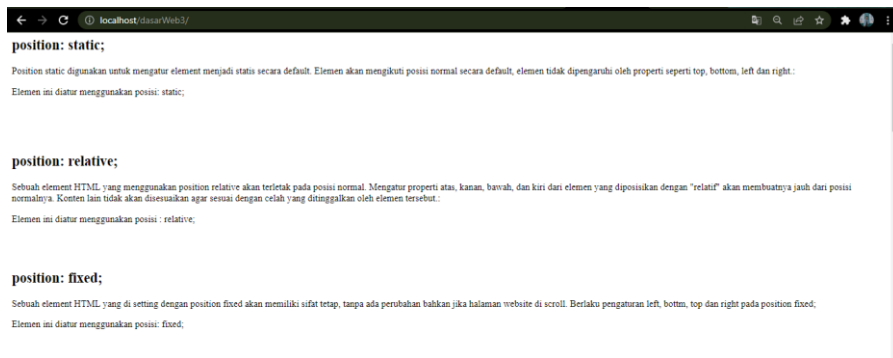 localhost/dasarWeb3/
position: static;
Position static digunakan untuk mengatur element menjadi statis secara default. Elemen akan mengikuti posisi normal secara default, elemen tidak dipengaruhi oleh properti seperti top, bottom, left dan right.:
Elemen ini diatur menggunakan posisi: static;
position: relative;
Sebuah element HTML yang menggunakan position relative akan terletak pada posisi normal. Mengatur properti atas, kanan, bawah, dan kiri dari elemen yang diposisikan dengan "relatif" akan membuatnya jauh dari posisi
normalnya. Konten lain tidak akan disesuaikan agar sesuai dengan celah yang ditinggalkan oleh elemen tersebut.:
Elemen ini diatur menggunakan posisi : relative;
position: fixed;
Sebuah element HTML yang di setting dengan position fixed akan memiliki sifat tetap, tanpa ada perubahan bahkan jika halaman website di scroll. Berlaku pengaturan left, bottm, top dan right pada position fixed;
Elemen ini diatur menggunakan posisi: fixed;